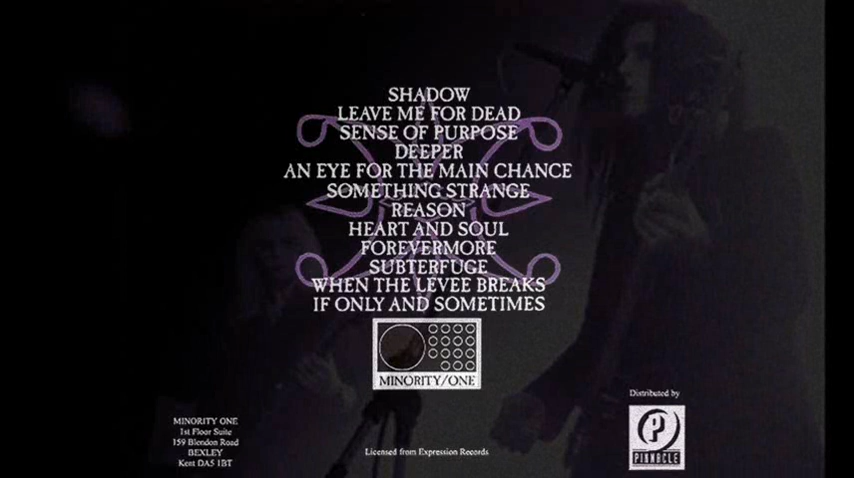 SHADOW
LEAVE ME FOR DEAD
SENSE OF PURPOSE
DEEPER
AN EYE FOR THE MAIN CHANCE
SOMETHING STRANGE
REASON
HEART AND SOUL
FOREVERMORE
SUBTERFUGE
WHEN THE LEVEE BREAKS
IF ONLY AND SOMETIMES
MINORITY/ONE
MINORITY ONE
1st Floor Suite
159 Blendon Road
BEXLEY
Kent DA5 1BT
Licensed from Expression Records
Distributed by
P
PINNACLE